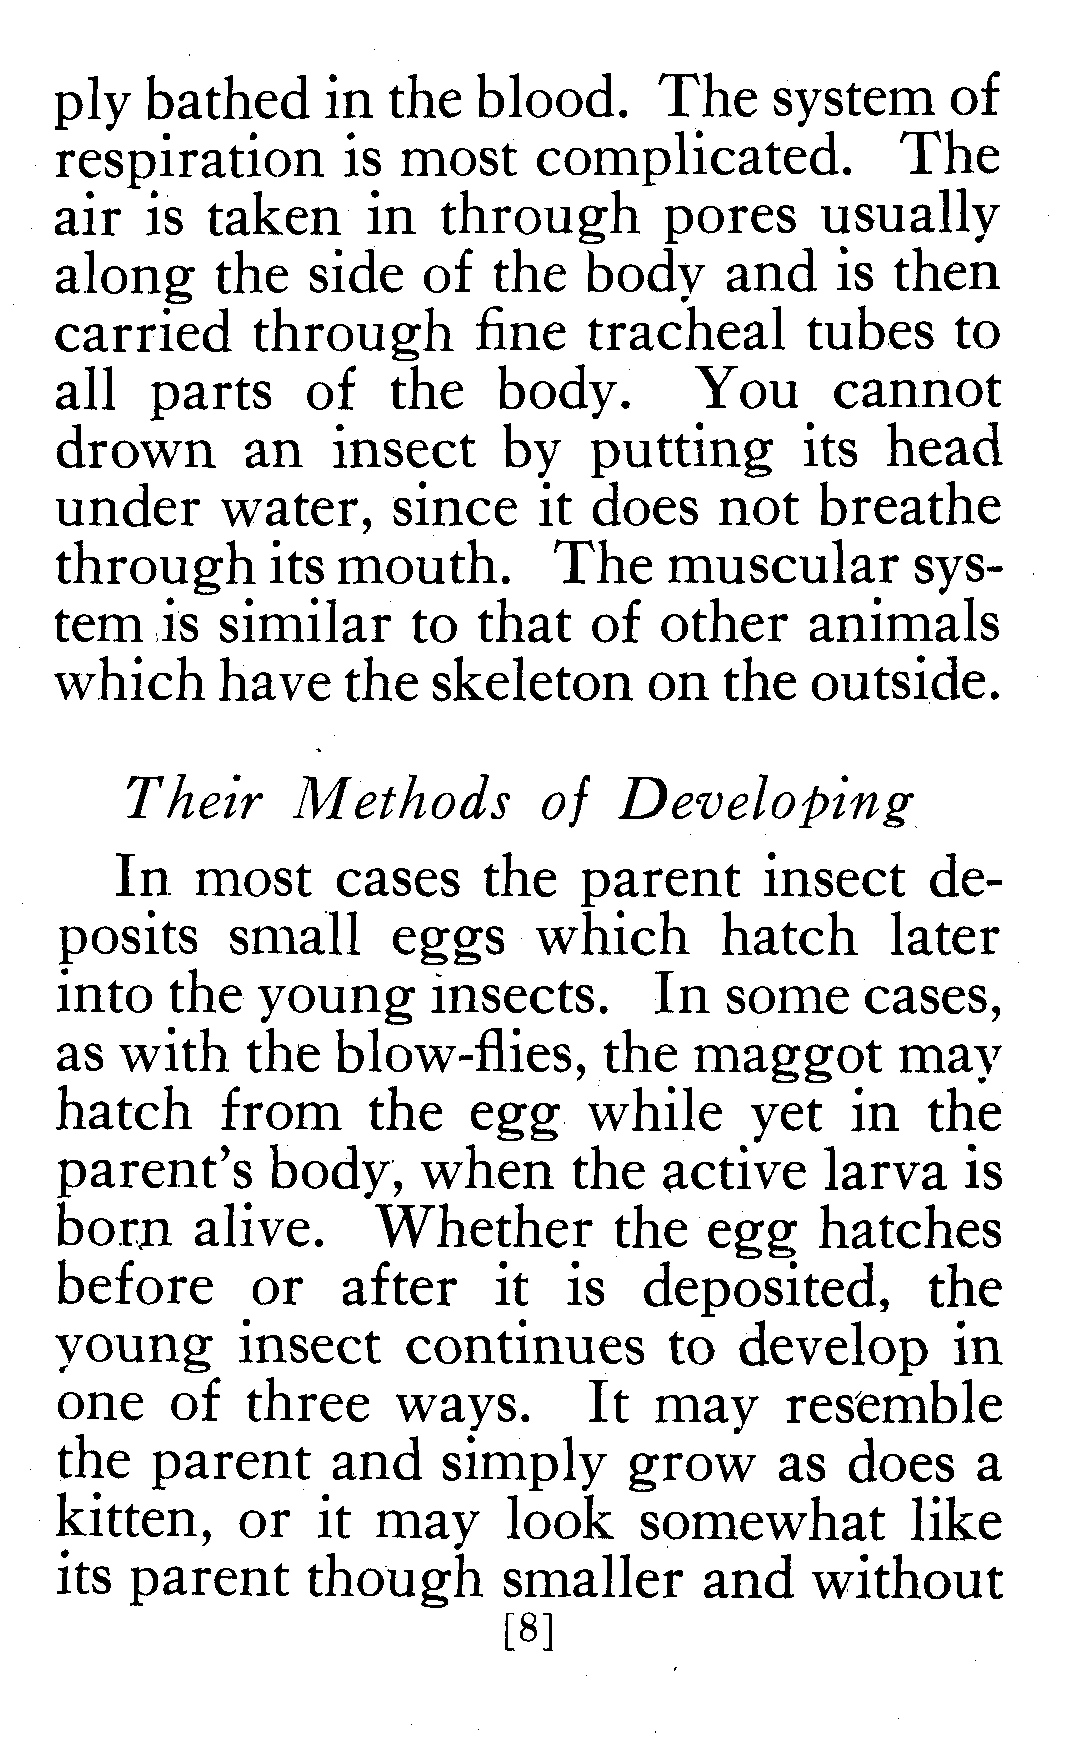 ply bathed in the blood. The system of
respiration is most complicated. The
air is taken in through pores usually
along the side of the body and is then
carried through fine tracheal tubes to
all parts of the body. You cannot
drown an insect by putting its head
under water, since it does not breathe
through its mouth. The muscular sys-
tem is similar to that of other animals
which have the skeleton on the outside.
Their Methods of Developing
In most cases the parent insect de-
posits small eggs which hatch later
into the young insects. In some cases,
as with the blow-flies, the maggot may
hatch from the egg while yet in the
parent's body, when the active larva is
born alive. Whether the egg hatches
before or after it is deposited, the
young insect continues to develop in
one of three ways. It may resemble
the parent and simply grow as does a
kitten, or it may look somewhat like
its parent though smaller and without
[8]